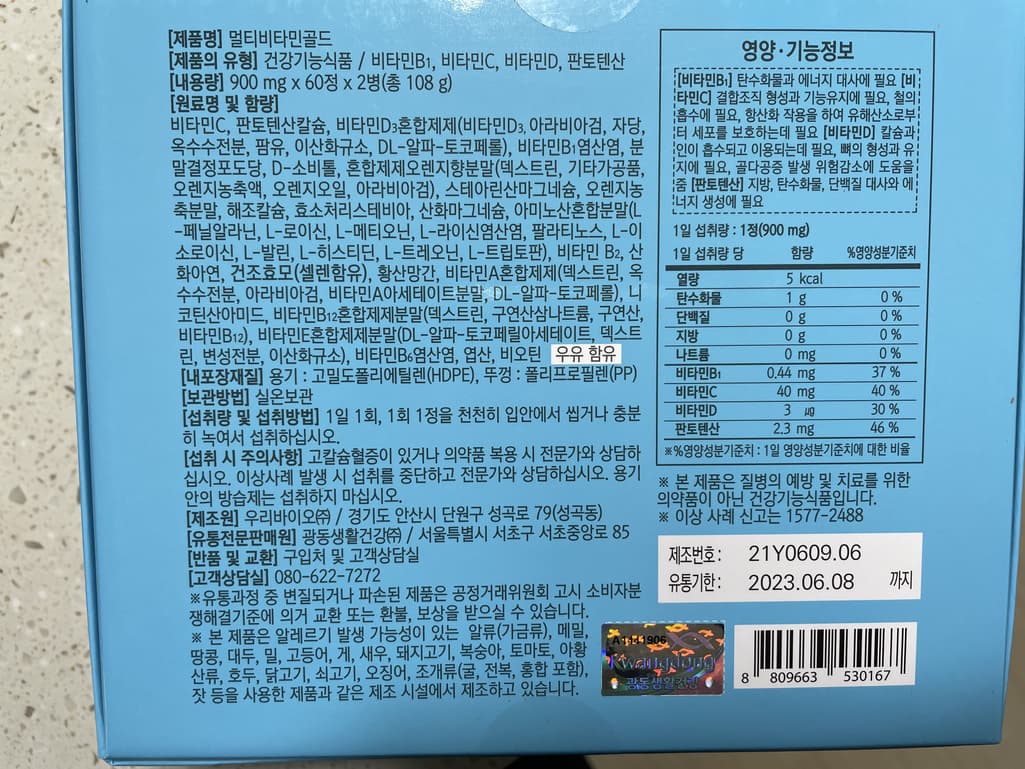 [제품명] 멀티비타민골드
[제품의 유형] 건강기능식품 / 비타민B₁, 비타민C, 비타민D, 판토텐산
[내용량] 900 mg x 60정 x 2병(총 108 g)
[원료명 및 함량]
비타민C, 판토텐산칼슘, 비타민D₃혼합제제(비타민D₃, 아라비아검, 자당,
옥수수전분, 팜유, 이산화규소, DL-알파-토코페롤), 비타민B₁염산염, 분
말결정포도당, D-소비톨, 혼합제제오렌지향분말(덱스트린, 기타가공품,
오렌지농축액, 오렌지오일, 아라비아검), 스테아린산마그네슘, 오렌지농
축분말, 해조칼슘, 효소처리스테비아, 산화마그네슘, 아미노산혼합분말(L
-페닐알라닌, L-로이신, L-메티오닌, L-라이신염산염, 팔라티노스, L-이
소로이신, L-발린, L-히스티딘, L-트레오닌, L-트립토판), 비타민 B₂, 산
화아연, 건조효모(셀렌함유), 황산망간, 비타민A혼합제제(덱스트린, 옥
수수전분, 아라비아검, 비타민A아세테이트분말, DL-알파-토코페롤), 니
코틴산아미드, 비타민B₁₂혼합제제분말(덱스트린, 구연산삼나트륨, 구연산,
비타민B₁₂), 비타민E혼합제제분말(DL-알파-토코페릴아세테이트, 덱스트
린, 변성전분, 이산화규소), 비타민B₆염산염, 엽산, 비오틴 우유 함유
[내포장재질] 용기 : 고밀도폴리에틸렌(HDPE), 뚜껑 : 폴리프로필렌(PP)
[보관방법] 실온보관
[섭취량 및 섭취방법] 1일 1회, 1회 1정을 천천히 입안에서 씹거나 충분
히 녹여서 섭취하십시오.
[섭취 시 주의사항] 고칼슘혈증이 있거나 의약품 복용 시 전문가와 상담하
십시오. 이상사례 발생 시 섭취를 중단하고 전문가와 상담하십시오. 용기
안의 방습제는 섭취하지 마십시오.
[제조원] 우리바이오㈜ / 경기도 안산시 단원구 성곡로 79(성곡동)
[유통전문판매원] 광동생활건강㈜ / 서울특별시 서초구 서초중앙로 85
[반품 및 교환] 구입처 및 고객상담실
[고객상담실] 080-622-7272
※유통과정 중 변질되거나 파손된 제품은 공정거래위원회 고시 소비자분
쟁해결기준에 의거 교환 또는 환불, 보상을 받으실 수 있습니다.
※ 본 제품은 알레르기 발생 가능성이 있는 알류(가금류), 메밀,
땅콩, 대두, 밀, 고등어, 게, 새우, 돼지고기, 복숭아, 토마토, 아황
산류, 호두, 닭고기, 쇠고기, 오징어, 조개류(굴, 전복, 홍합 포함),
잣 등을 사용한 제품과 같은 제조 시설에서 제조하고 있습니다.
영양·기능정보
[비타민B₁] 탄수화물과 에너지 대사에 필요 [비
타민C] 결합조직 형성과 기능유지에 필요, 철의
흡수에 필요, 항산화 작용을 하여 유해산소로부
터 세포를 보호하는데 필요 [비타민D] 칼슘과
인이 흡수되고 이용되는데 필요, 뼈의 형성과 유
지에 필요, 골다공증 발생 위험감소에 도움을
줌 [판토텐산] 지방, 탄수화물, 단백질 대사와 에
너지 생성에 필요
1일 섭취량 : 1정(900 mg)
1일 섭취량 당 함량 %영양성분기준치
열량 5 kcal
탄수화물 1 g 0 %
단백질 0 g 0 %
지방 0 g 0 %
나트륨 0 mg 0 %
비타민B₁ 0.44 mg 37 %
비타민C 40 mg 40 %
비타민D 3 ㎍ 30 %
판토텐산 2.3 mg 46 %
※%영양성분기준치 : 1일 영양성분기준치에 대한 비율
※ 본 제품은 질병의 예방 및 치료를 위한
의약품이 아닌 건강기능식품입니다.
※ 이상 사례 신고는 1577-2488
제조번호: 21Y0609.06
유통기한: 2023.06.08 까지
Kwangdong
광동생활건강
8 809663 530167